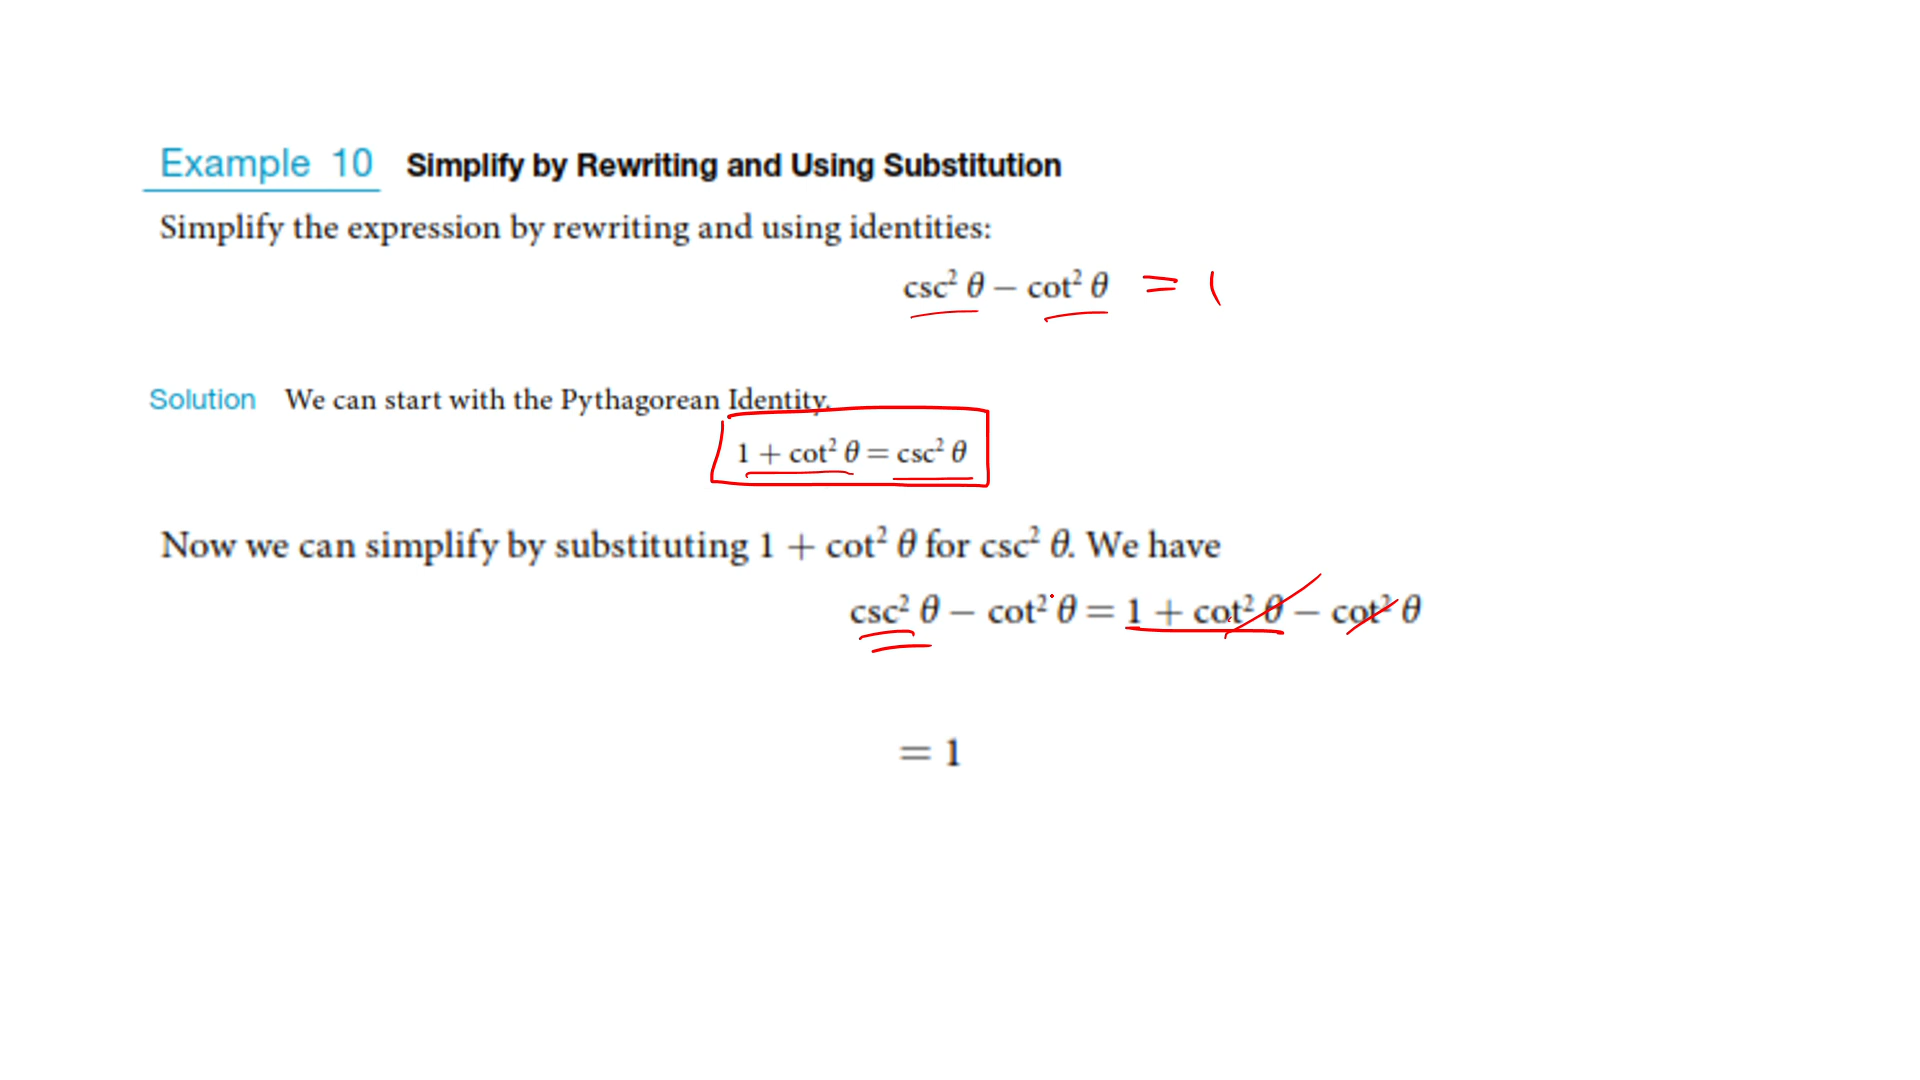 Example 10 Simplify by Rewriting and Using Substitution
Simplify the expression by rewriting and using identities:
csc² θ − cot² θ = 1
Solution We can start with the Pythagorean Identity.
1 + cot² θ = csc² θ
Now we can simplify by substituting 1 + cot² θ for csc² θ. We have
csc² θ − cot² θ = 1 + cot² θ − cot² θ
= 1